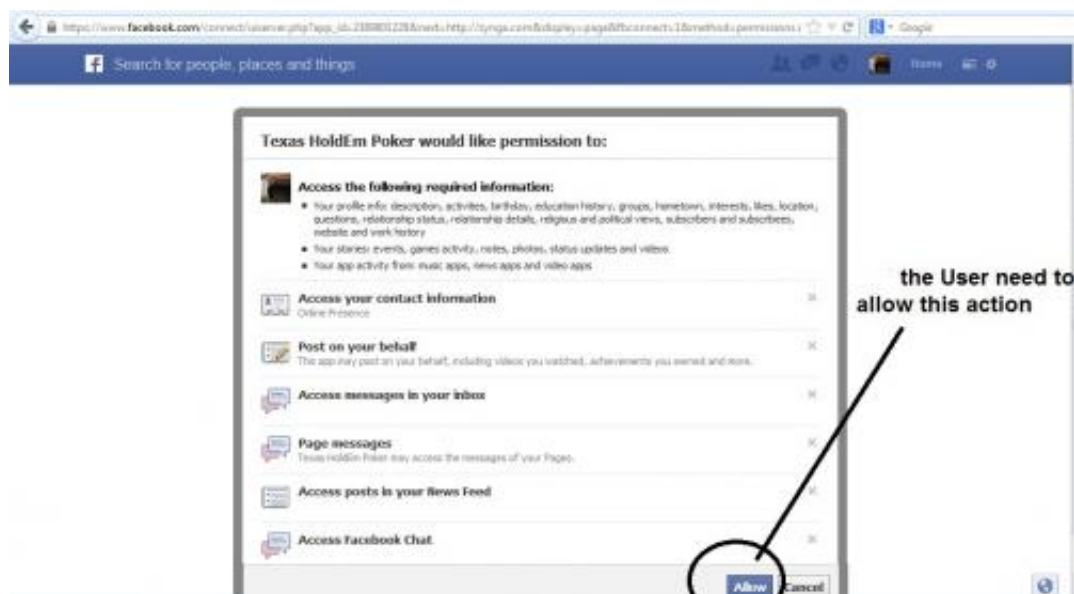 Search for people, places and things
Home
Google
Texas HoldEm Poker would like permission to:
Access the following required information:
Your profile info: description, activities, birthday, education history, groups, hometown, interests, likes, location,
questions, relationship status, relationship details, religious and political views, subscribers and subscribees,
website and work history
Your stories: events, games activity, notes, photos, status updates and videos
Your app activity from music apps, news apps and video apps
the User need to
allow this action
Access your contact information
Online Presence
Post on your behalf
This app may post on your behalf, including videos you watched, achievements you earned and more.
Access messages in your inbox
Page messages
Texas HoldEm Poker may access the messages of your Pages.
Access posts in your News Feed
Access Facebook Chat
Allow Cancel